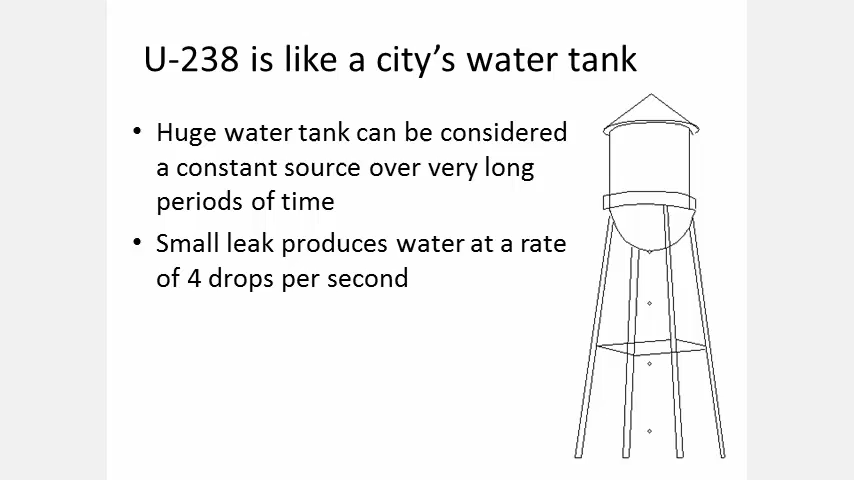 U-238 is like a city’s water tank
• Huge water tank can be considered
a constant source over very long
periods of time
• Small leak produces water at a rate
of 4 drops per second